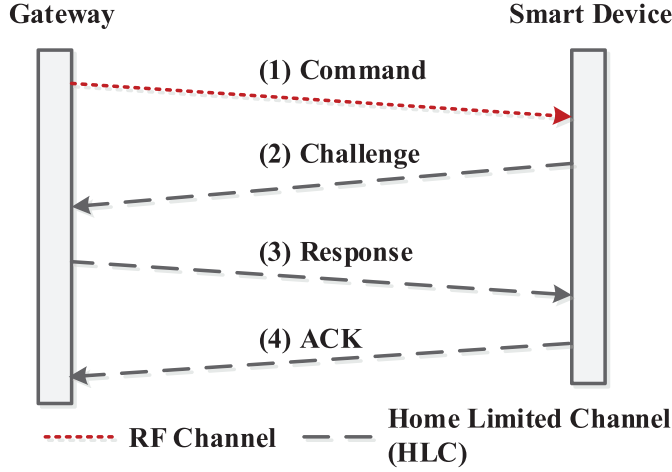 Gateway
Smart Device
(1) Command
(2) Challenge
(3) Response
(4) ACK
RF Channel
Home Limited Channel
(HLC)